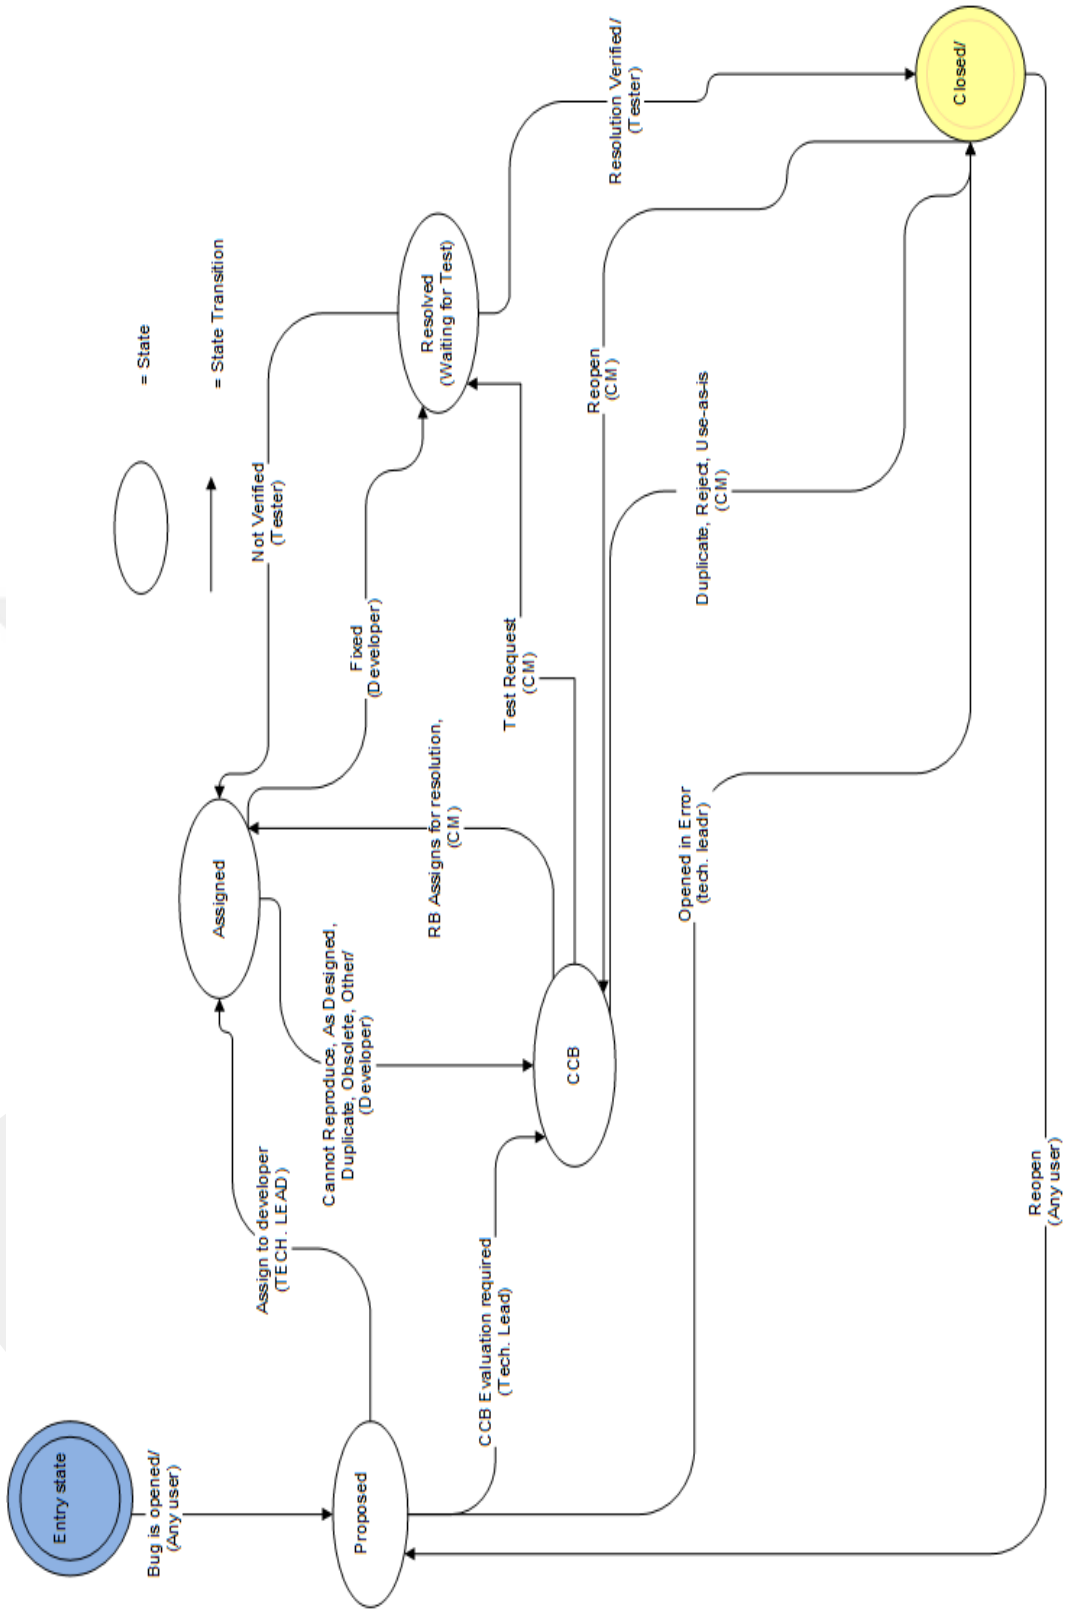 Entry state
Bug is opened/
(Any user)
Proposed
Assign to developer
(TECH. LEAD)
CCB Evaluation required
(Tech. Lead)
Opened in Error
(tech. leadr)
Reopen
(Any user)
Assigned
Cannot Reproduce, As Designed,
Duplicate, Obsolete, Other/
(Developer)
CCB
RB Assigns for resolution,
(CM)
Test Request
(CM)
Fixed
(Developer)
Not Verified
(Tester)
= State
= State Transition
Resolved
(Waiting for Test)
Reopen
(CM)
Duplicate, Reject, Use-as-is
(CM)
Resolution Verified/
(Tester)
Closed/